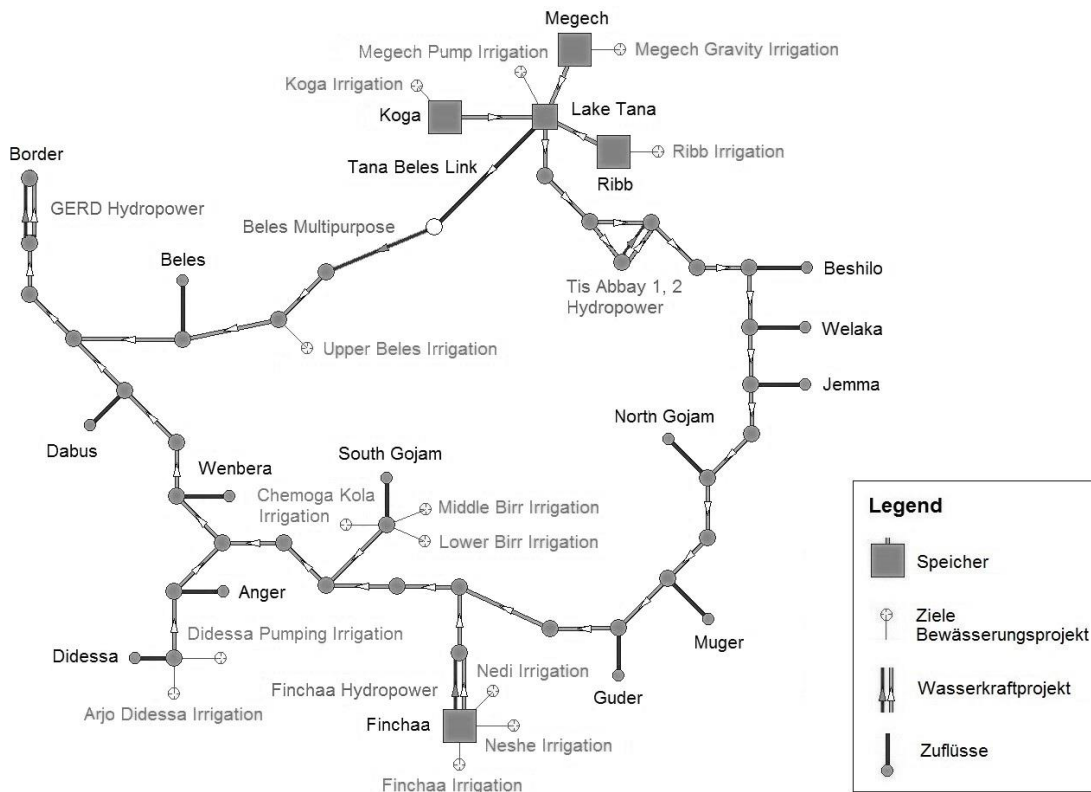 Megech
Megech Pump Irrigation
Megech Gravity Irrigation
Koga Irrigation
Koga
Lake Tana
Ribb Irrigation
Ribb
Border
Tana Beles Link
GERD Hydropower
Beles Multipurpose
Beles
Tis Abbay 1, 2
Hydropower
Beshilo
Welaka
Upper Beles Irrigation
Jemma
Dabus
North Gojam
South Gojam
Wenbera
Chemoga Kola
Irrigation
Middle Birr Irrigation
Lower Birr Irrigation
Anger
Didessa Pumping Irrigation
Didessa
Muger
Nedi Irrigation
Finchaa Hydropower
Guder
Arjo Didessa Irrigation
Finchaa
Neshe Irrigation
Finchaa Irrigation
Legend
Speicher
Ziele
Bewässerungsprojekt
Wasserkraftprojekt
Zuflüsse